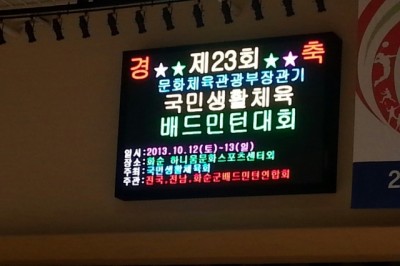 경★★제23회★★축
문화체육관광부장관기
국민생활체육
배드민턴대회
일시:2013.10.12(토)-13(일)
장소:화순 하니움문화스포츠센터외
주최:국민생활체육회
주관:전국.전남.화순군배드민턴연합회
2